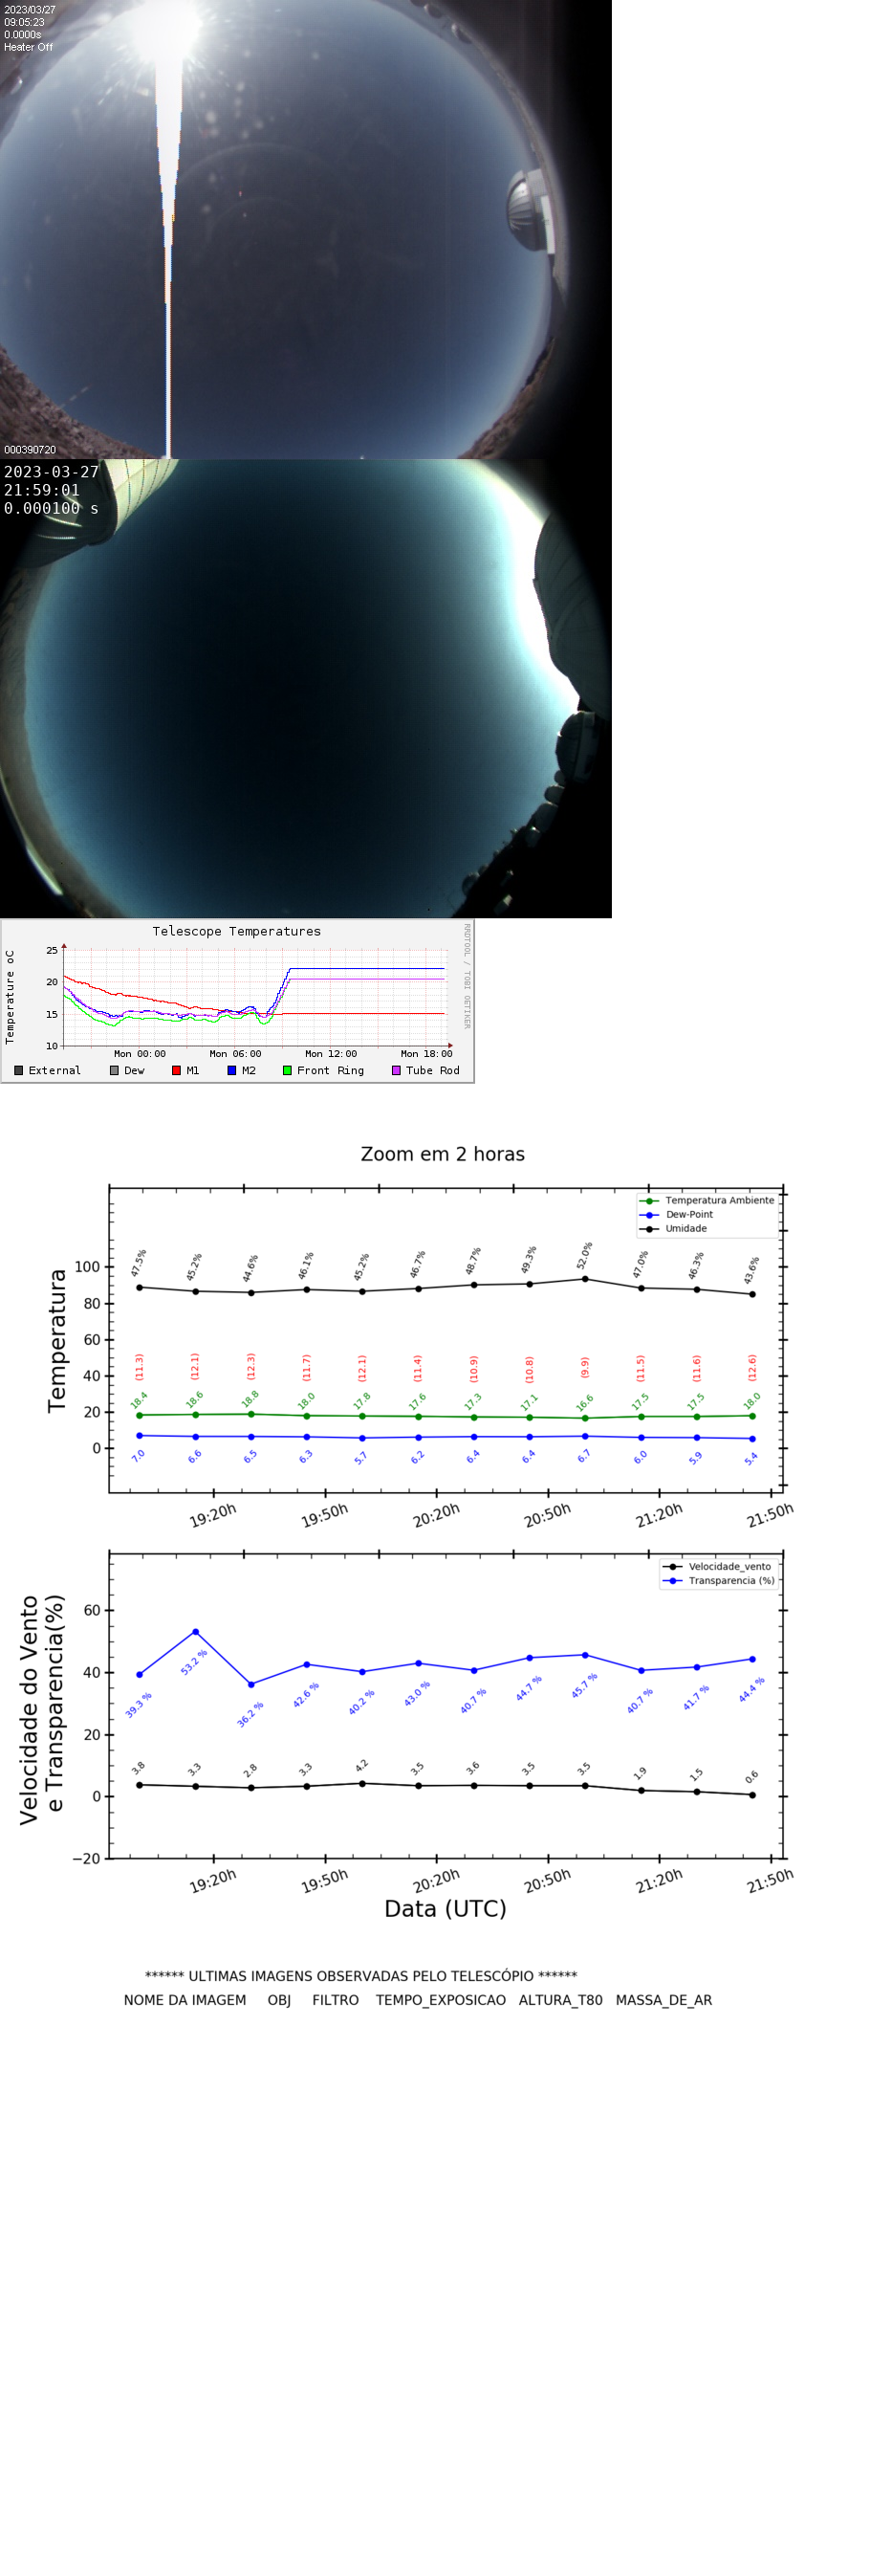 2023/03/27
09:05:23
0.0000s
Heater Off
000390720
2023-03-27
21:59:01
0.000100 s
Telescope Temperatures
RRDTOOL / TOBI OETIKER
Temperature oC
25
20
15
10
Mon 00:00 Mon 06:00 Mon 12:00 Mon 18:00
External Dew M1 M2 Front Ring Tube Rod
Zoom em 2 horas
Temperatura Ambiente
Dew-Point
Umidade
Temperatura
100
80
60
40
20
0
47.5% 45.2% 44.6% 46.1% 45.2% 46.7% 48.7% 49.3% 52.0% 47.0% 46.3% 43.6%
(11.3) (12.1) (12.3) (11.7) (12.1) (11.4) (10.9) (10.8) (9.9) (11.5) (11.6) (12.6)
18.4 18.6 18.8 18.0 17.8 17.6 17.3 17.1 16.6 17.5 17.5 18.0
7.0 6.6 6.5 6.3 5.7 6.2 6.4 6.4 6.7 6.0 5.9 5.4
19:20h 19:50h 20:20h 20:50h 21:20h 21:50h
Velocidade_vento
Transparencia (%)
Velocidade do Vento
e Transparencia(%)
60
40
20
0
−20
39.3 % 53.2 % 36.2 % 42.6 % 40.2 % 43.0 % 40.7 % 44.7 % 45.7 % 40.7 % 41.7 % 44.4 %
3.8 3.3 2.8 3.3 4.2 3.5 3.6 3.5 3.5 1.9 1.5 0.6
19:20h 19:50h 20:20h 20:50h 21:20h 21:50h
Data (UTC)
****** ULTIMAS IMAGENS OBSERVADAS PELO TELESCÓPIO ******
NOME DA IMAGEM OBJ FILTRO TEMPO_EXPOSICAO ALTURA_T80 MASSA_DE_AR